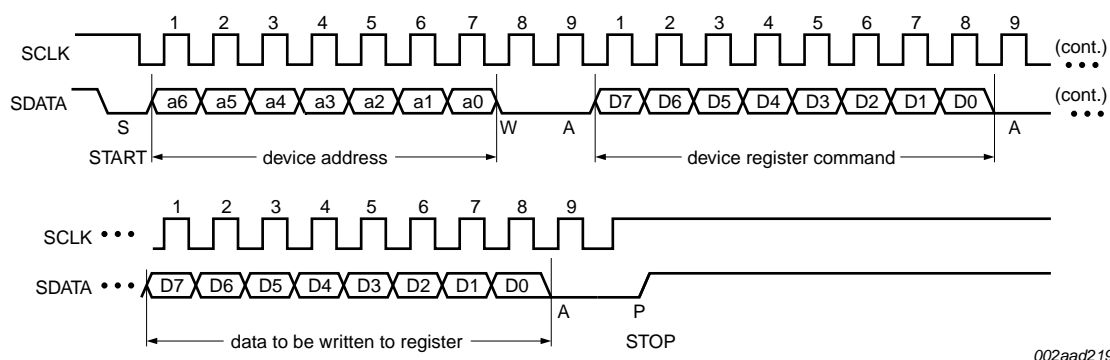 1 2 3 4 5 6 7 8 9 1 2 3 4 5 6 7 8 9
SCLK (cont.)
• • •
SDATA a6 a5 a4 a3 a2 a1 a0 D7 D6 D5 D4 D3 D2 D1 D0 (cont.)
• • •
S W A A
START device address device register command
1 2 3 4 5 6 7 8 9
SCLK • • •
SDATA • • • D7 D6 D5 D4 D3 D2 D1 D0
A P
data to be written to register STOP
002aad219